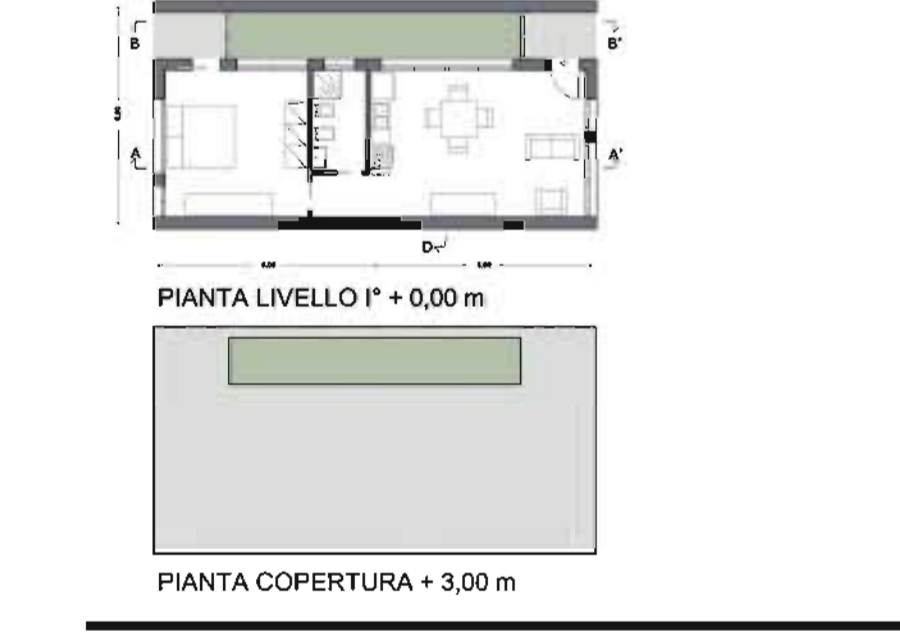 B B'
A A'
D
PIANTA LIVELLO I° + 0,00 m
PIANTA COPERTURA + 3,00 m